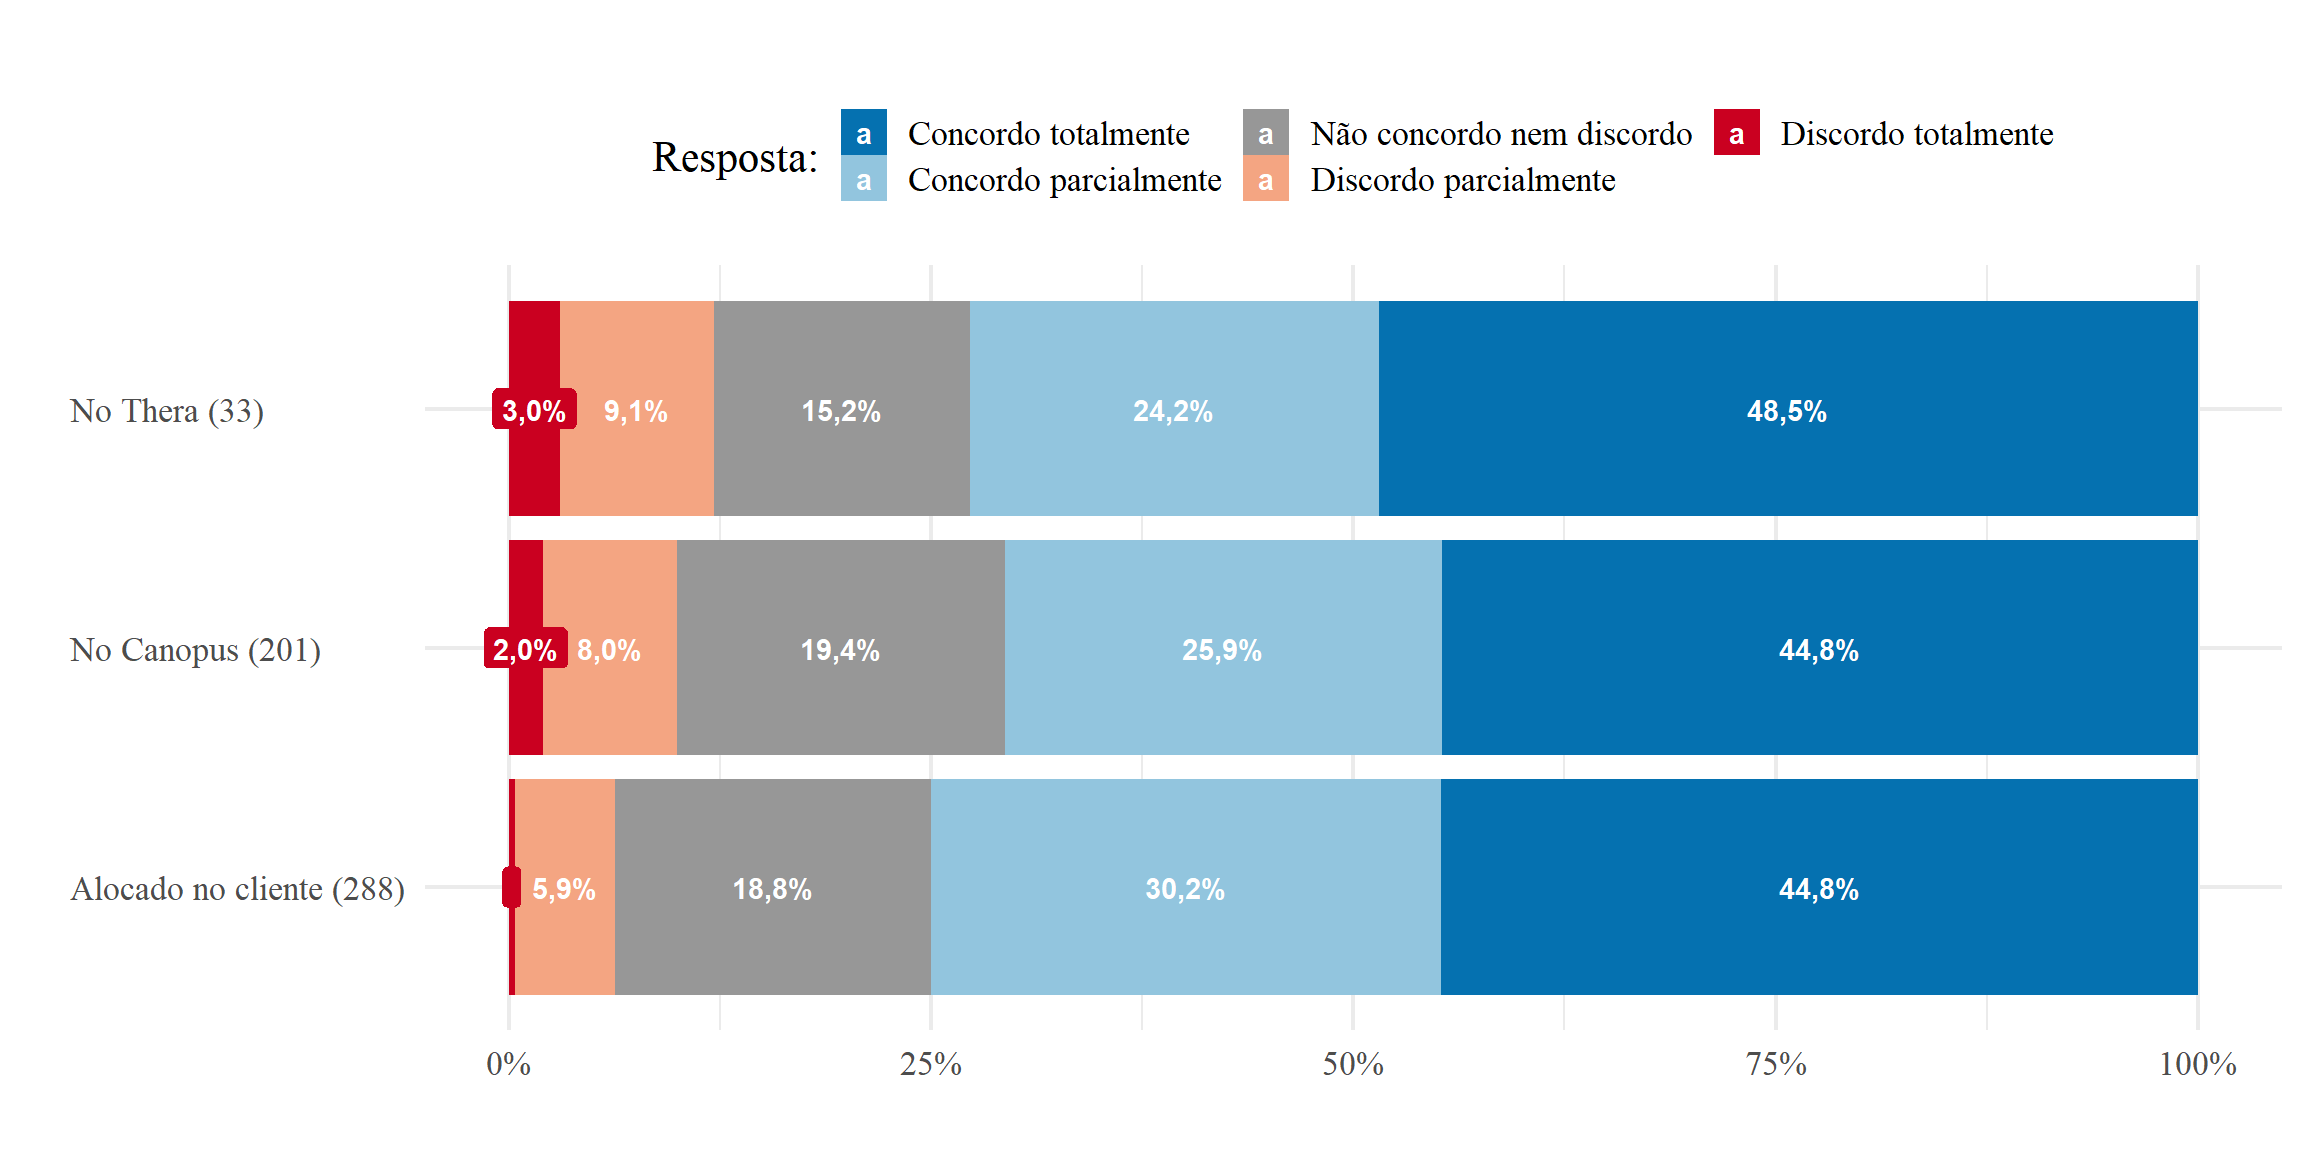 Resposta:
a Concordo totalmente
a Concordo parcialmente
a Não concordo nem discordo
a Discordo parcialmente
a Discordo totalmente
No Thera (33)
3,0% 9,1% 15,2% 24,2% 48,5%
No Canopus (201)
2,0% 8,0% 19,4% 25,9% 44,8%
Alocado no cliente (288)
5,9% 18,8% 30,2% 44,8%
0% 25% 50% 75% 100%